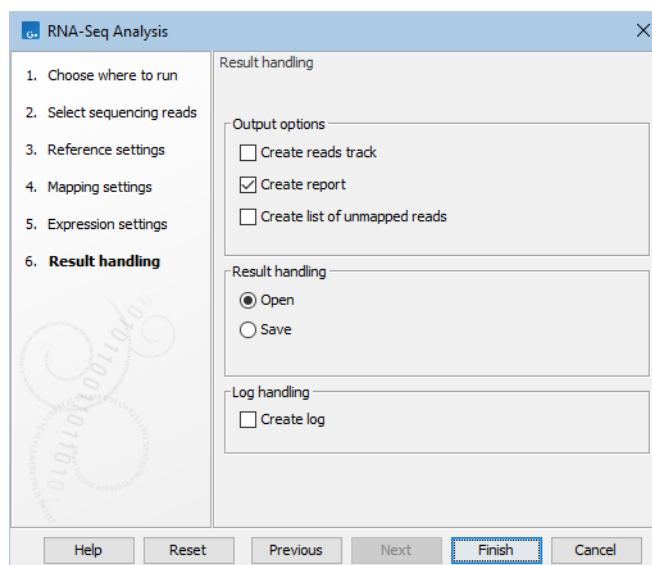 G.
RNA-Seq Analysis
1. Choose where to run
2. Select sequencing reads
3. Reference settings
4. Mapping settings
5. Expression settings
6. Result handling
Result handling
Output options
Create reads track
Create report
Create list of unmapped reads
Result handling
Open
Save
Log handling
Create log
Help
Reset
Previous
Next
Finish
Cancel